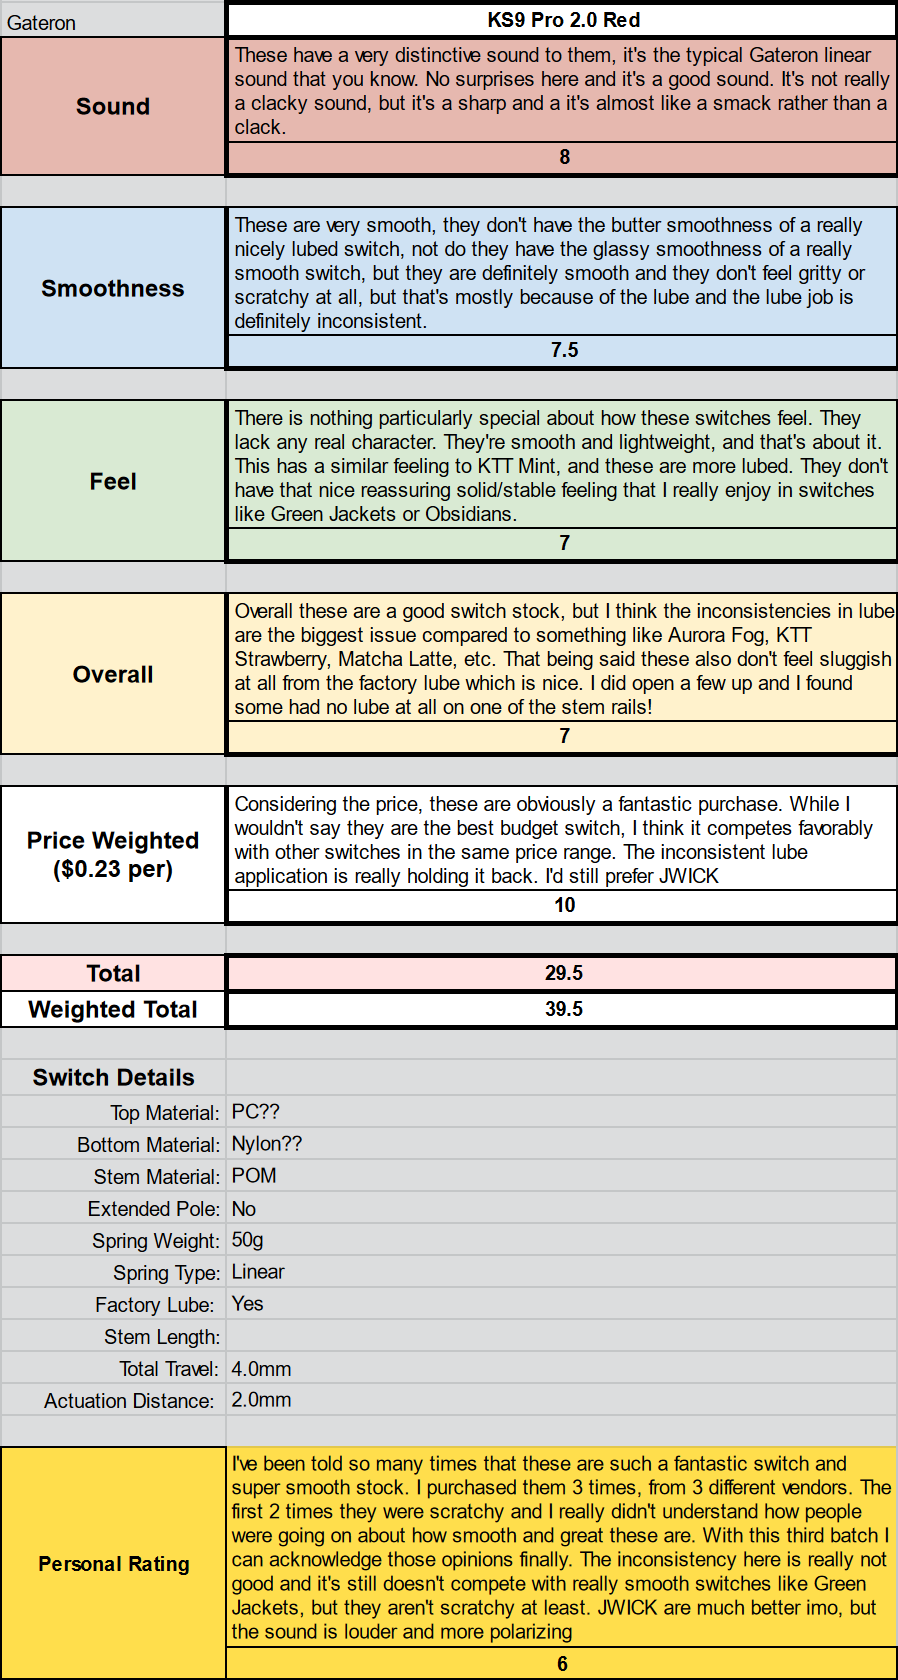 Gateron
KS9 Pro 2.0 Red
Sound
These have a very distinctive sound to them, it's the typical Gateron linear
sound that you know. No surprises here and it's a good sound. It's not really
a clacky sound, but it's a sharp and a it's almost like a smack rather than a
clack.
8
Smoothness
These are very smooth, they don't have the butter smoothness of a really
nicely lubed switch, not do they have the glassy smoothness of a really
smooth switch, but they are definitely smooth and they don't feel gritty or
scratchy at all, but that's mostly because of the lube and the lube job is
definitely inconsistent.
7.5
Feel
There is nothing particularly special about how these switches feel. They
lack any real character. They're smooth and lightweight, and that's about it.
This has a similar feeling to KTT Mint, and these are more lubed. They don't
have that nice reassuring solid/stable feeling that I really enjoy in switches
like Green Jackets or Obsidians.
7
Overall
Overall these are a good switch stock, but I think the inconsistencies in lube
are the biggest issue compared to something like Aurora Fog, KTT
Strawberry, Matcha Latte, etc. That being said these also don't feel sluggish
at all from the factory lube which is nice. I did open a few up and I found
some had no lube at all on one of the stem rails!
7
Price Weighted
($0.23 per)
Considering the price, these are obviously a fantastic purchase. While I
wouldn't say they are the best budget switch, I think it competes favorably
with other switches in the same price range. The inconsistent lube
application is really holding it back. I'd still prefer JWICK
10
Total
29.5
Weighted Total
39.5
Switch Details
Top Material: PC??
Bottom Material: Nylon??
Stem Material: POM
Extended Pole: No
Spring Weight: 50g
Spring Type: Linear
Factory Lube: Yes
Stem Length:
Total Travel: 4.0mm
Actuation Distance: 2.0mm
Personal Rating
I've been told so many times that these are such a fantastic switch and
super smooth stock. I purchased them 3 times, from 3 different vendors. The
first 2 times they were scratchy and I really didn't understand how people
were going on about how smooth and great these are. With this third batch I
can acknowledge those opinions finally. The inconsistency here is really not
good and it's still doesn't compete with really smooth switches like Green
Jackets, but they aren't scratchy at least. JWICK are much better imo, but
the sound is louder and more polarizing
6